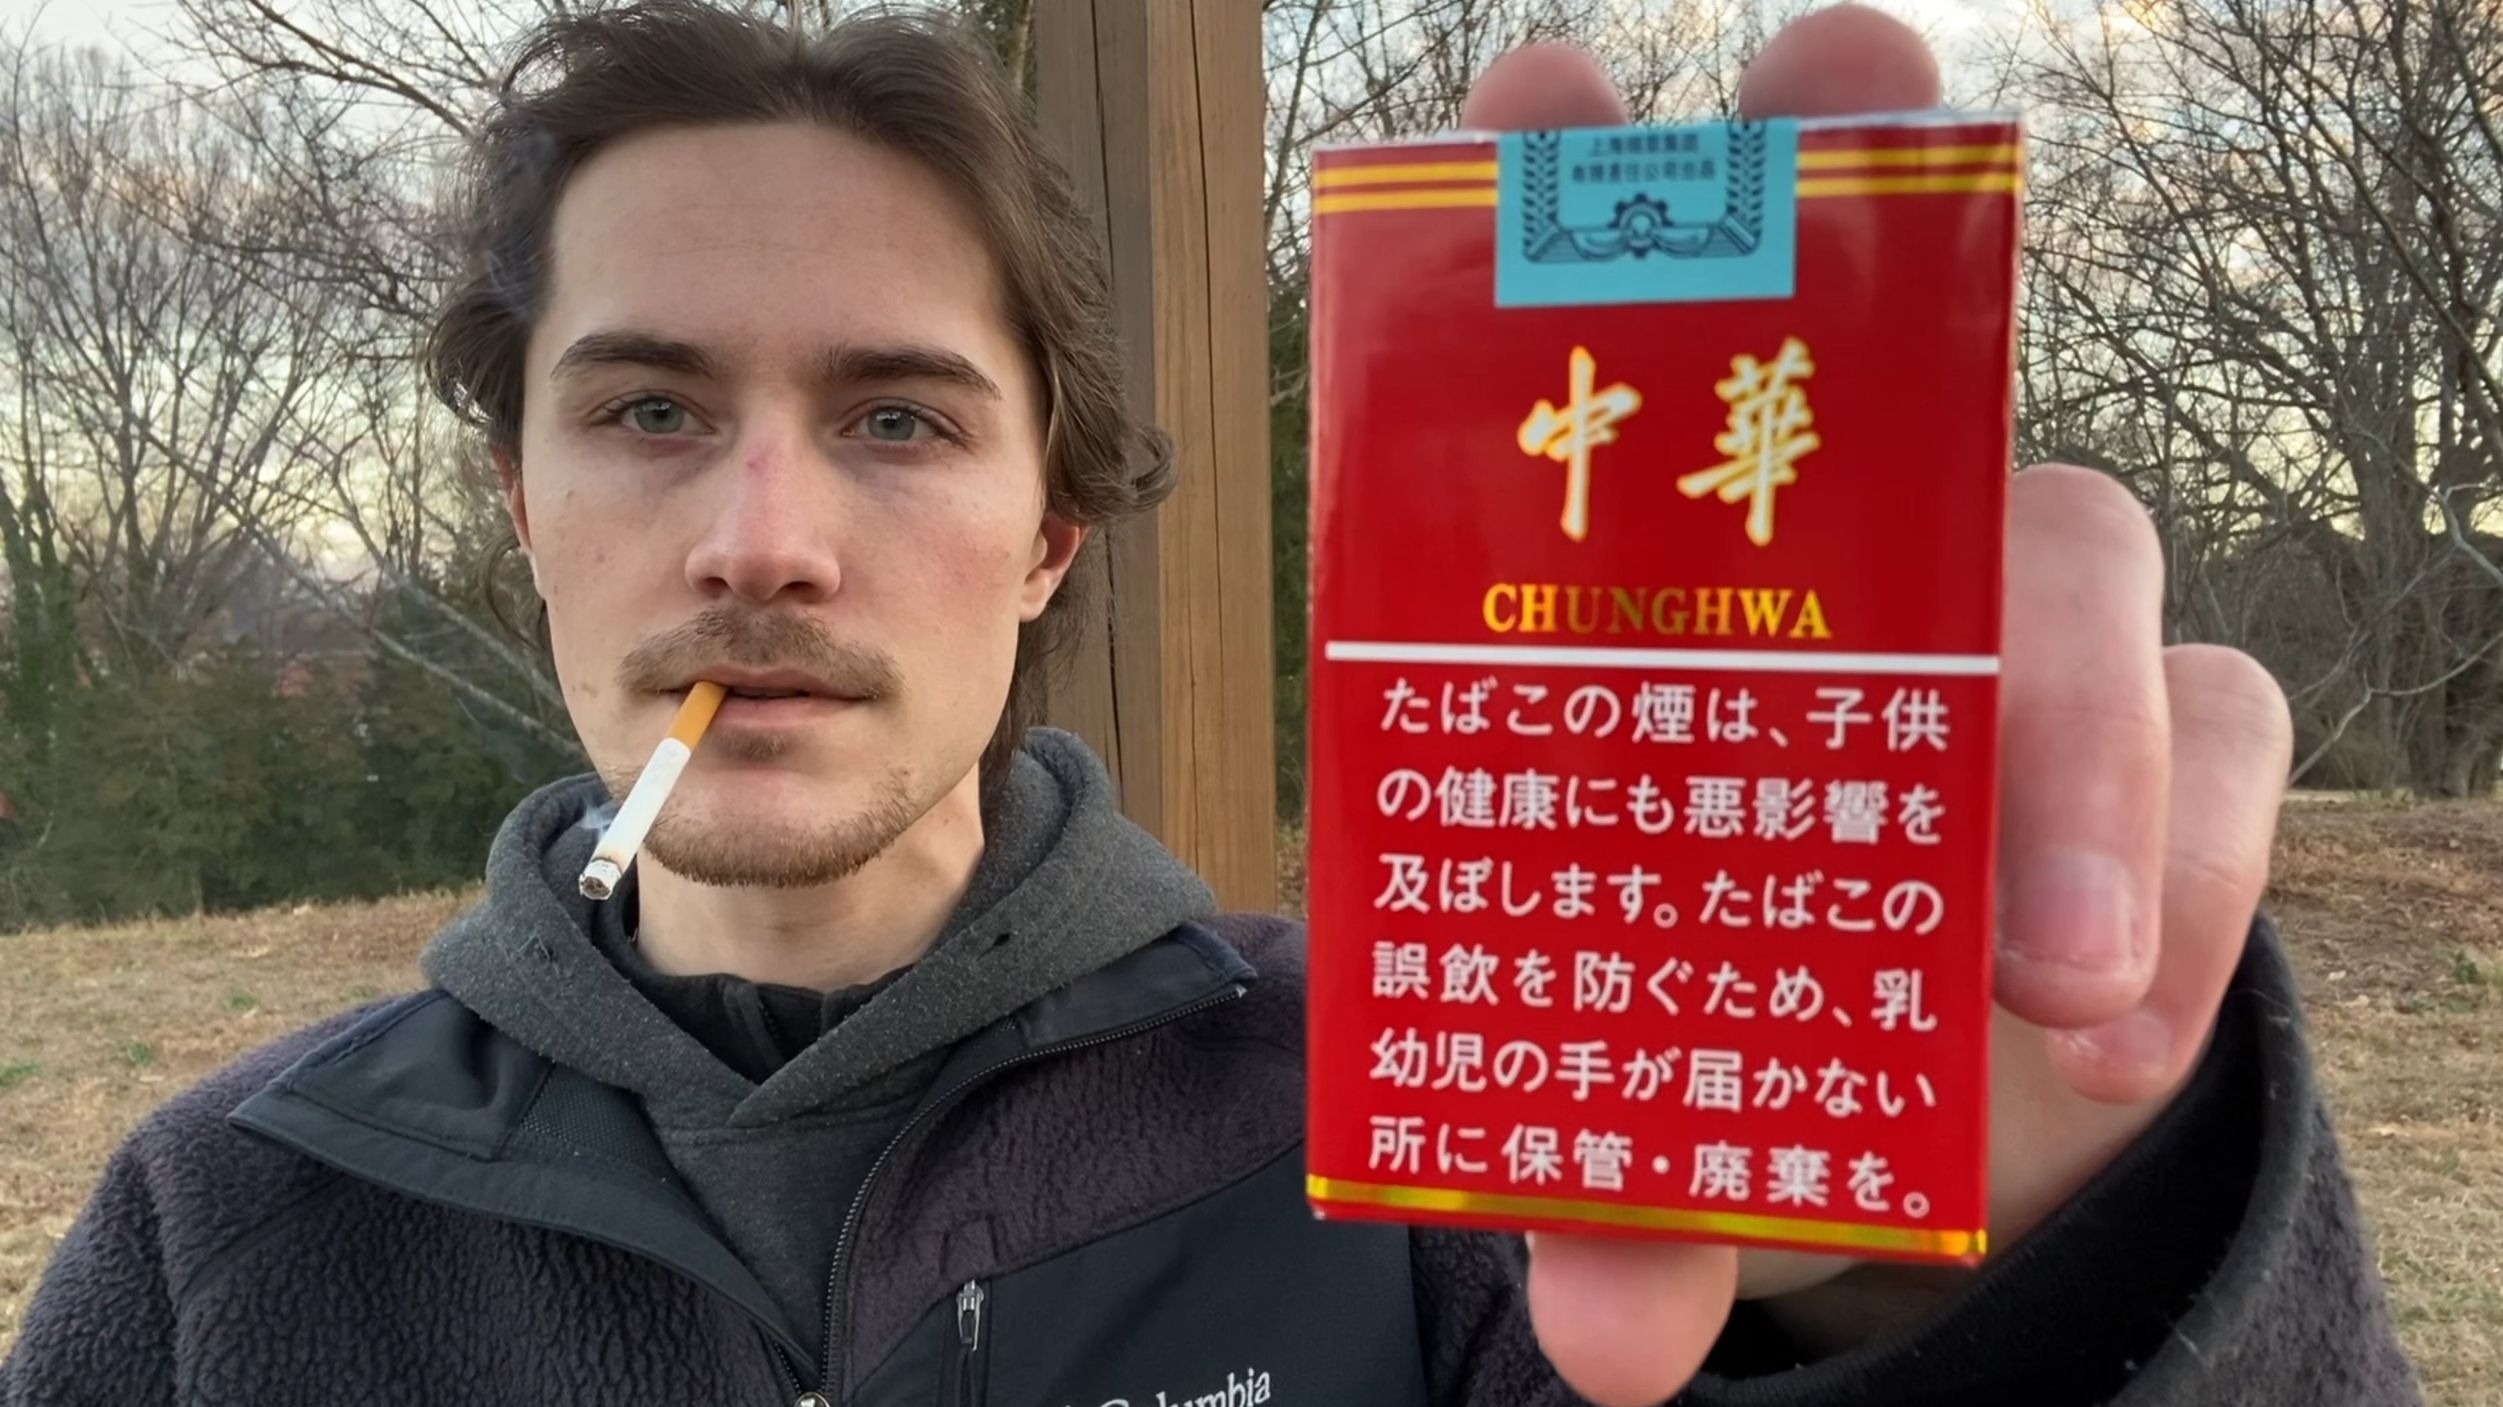 上海烟草集团
有限责任公司出品
中華
CHUNGHWA
たばこの煙は、子供
の健康にも悪影響を
及ぼします。たばこの
誤飲を防ぐため、乳
幼児の手が届かない
所に保管・廃棄を。
Columbia